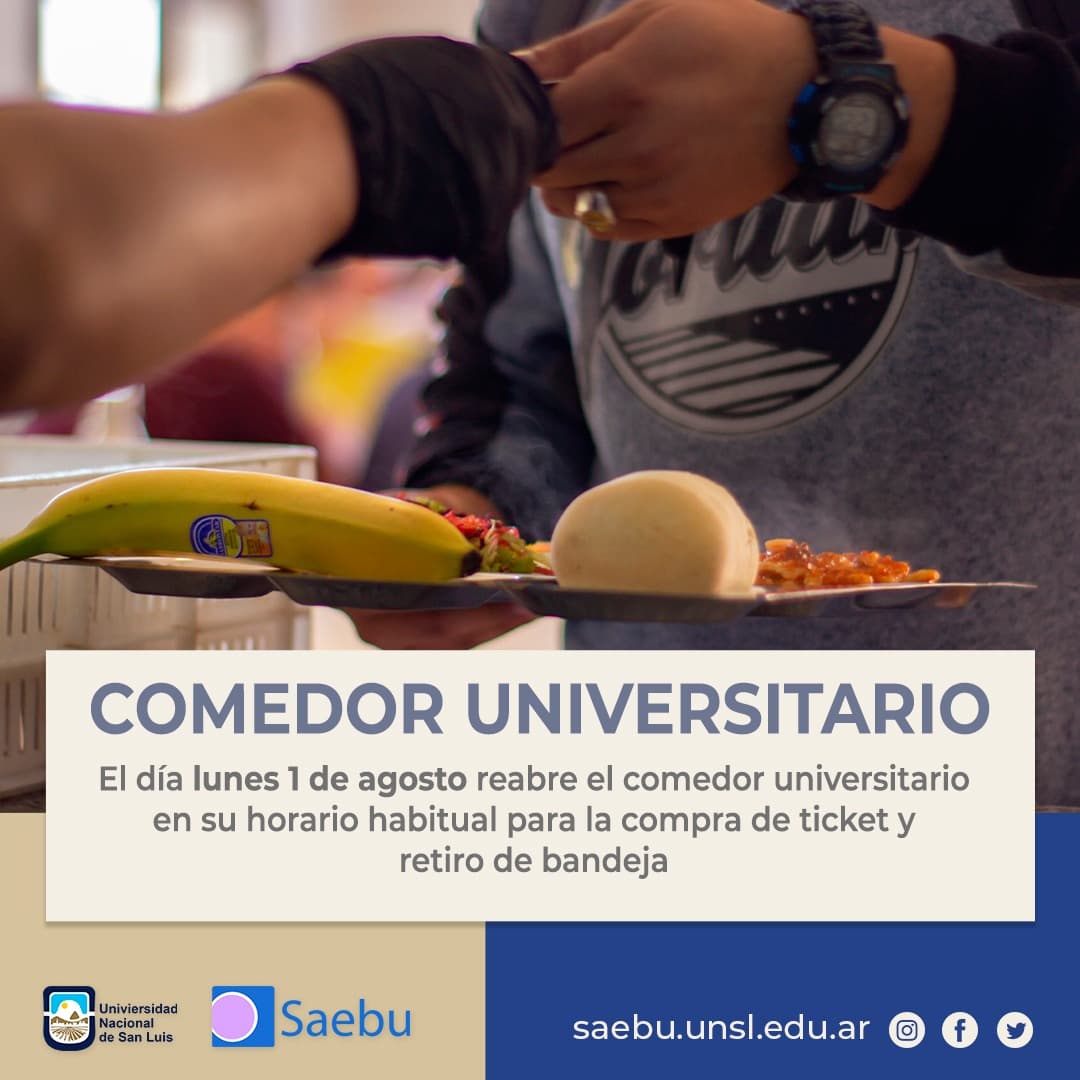 COMEDOR UNIVERSITARIO
El día lunes 1 de agosto reabre el comedor universitario
en su horario habitual para la compra de ticket y
retiro de bandeja
Univiersidad
Nacional
de San Luis
Saebu
saebu.unsl.edu.ar